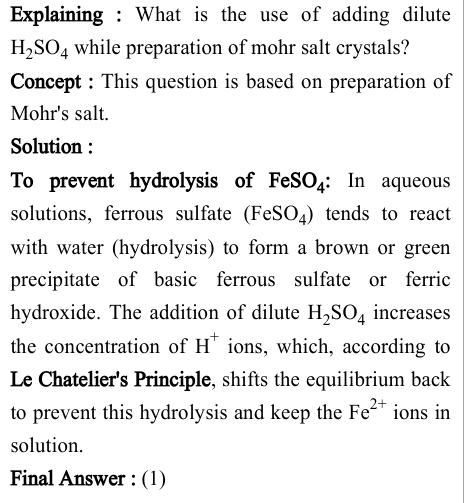 Explaining : What is the use of adding dilute
H₂SO₄ while preparation of mohr salt crystals?
Concept : This question is based on preparation of
Mohr's salt.
Solution :
To prevent hydrolysis of FeSO₄: In aqueous
solutions, ferrous sulfate (FeSO₄) tends to react
with water (hydrolysis) to form a brown or green
precipitate of basic ferrous sulfate or ferric
hydroxide. The addition of dilute H₂SO₄ increases
the concentration of H⁺ ions, which, according to
Le Chatelier's Principle, shifts the equilibrium back
to prevent this hydrolysis and keep the Fe²⁺ ions in
solution.
Final Answer : (1)